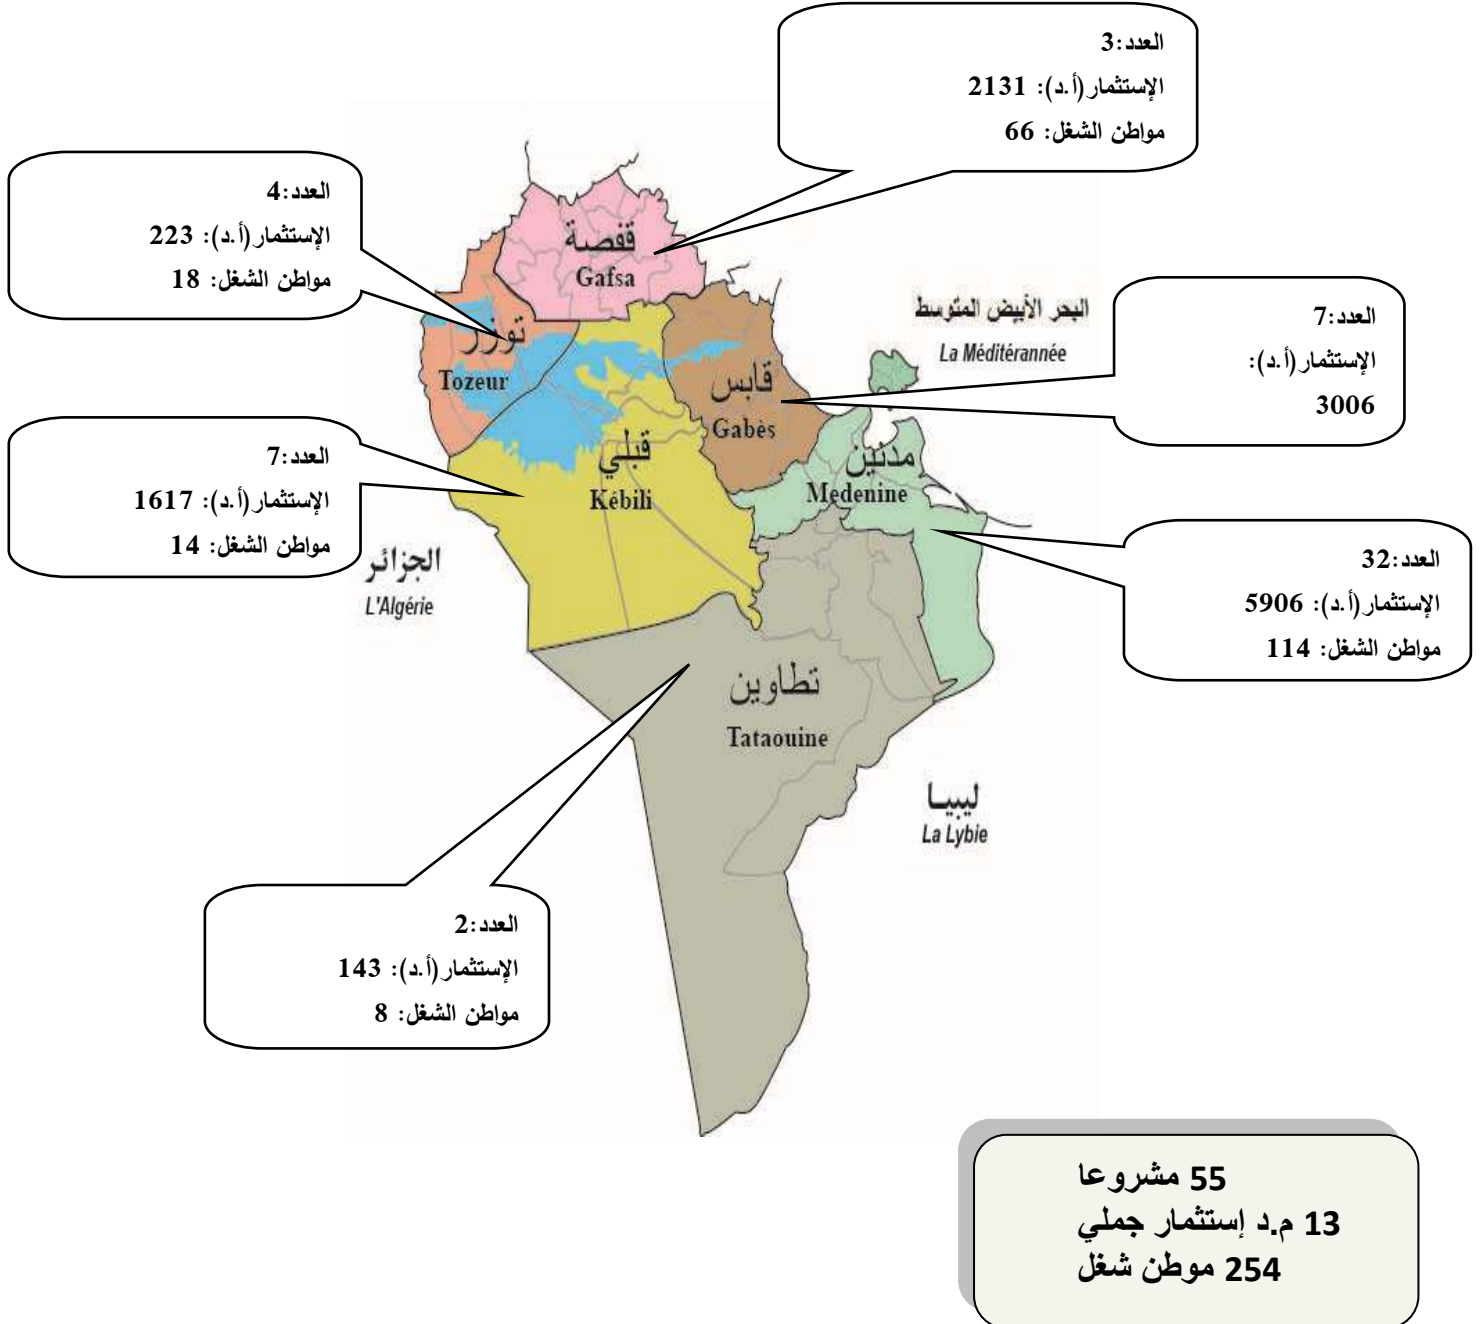 العدد:3
الإستثمار(أ.د): 2131
مواطن الشغل: 66
العدد:4
الإستثمار(أ.د): 223
مواطن الشغل: 18
قفصة
Gafsa
العدد:7
الإستثمار(أ.د):
3006
البحر الأبيض المتوسط
La Méditérannée
توزر
Tozeur
قابس
Gabès
العدد:7
الإستثمار(أ.د): 1617
مواطن الشغل: 14
قبلي
Kébili
مدنين
Medenine
العدد:32
الإستثمار(أ.د): 5906
مواطن الشغل: 114
الجزائر
L'Algérie
تطاوين
Tataouine
ليبيا
La Lybie
العدد:2
الإستثمار(أ.د): 143
مواطن الشغل: 8
55 مشروعا
13 م.د إستثمار جملي
254 موطن شغل